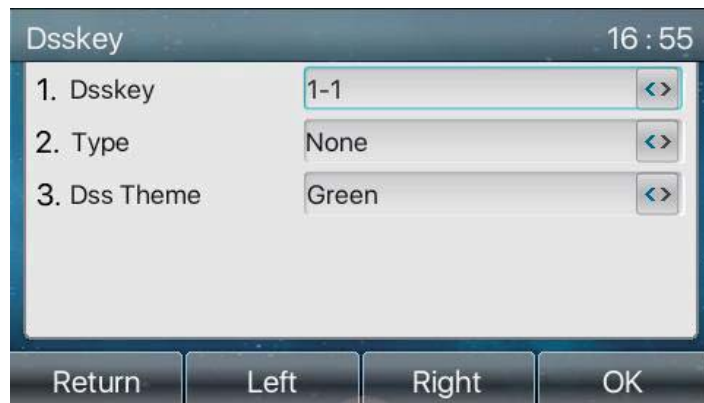 Dsskey 16:55
1. Dsskey 1-1
2. Type None
3. Dss Theme Green
Return Left Right OK